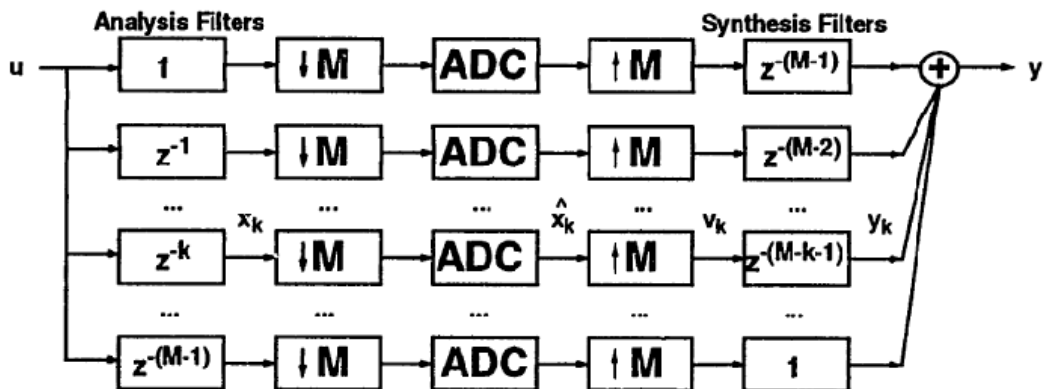 Analysis Filters Synthesis Filters
u 1 ↓M ADC ↑M z^-(M-1) + y
z^-1 ↓M ADC ↑M z^-(M-2)
... ... ... ... ...
x_k x̂_k v_k y_k
z^-k ↓M ADC ↑M z^-(M-k-1)
... ... ... ... ...
z^-(M-1) ↓M ADC ↑M 1